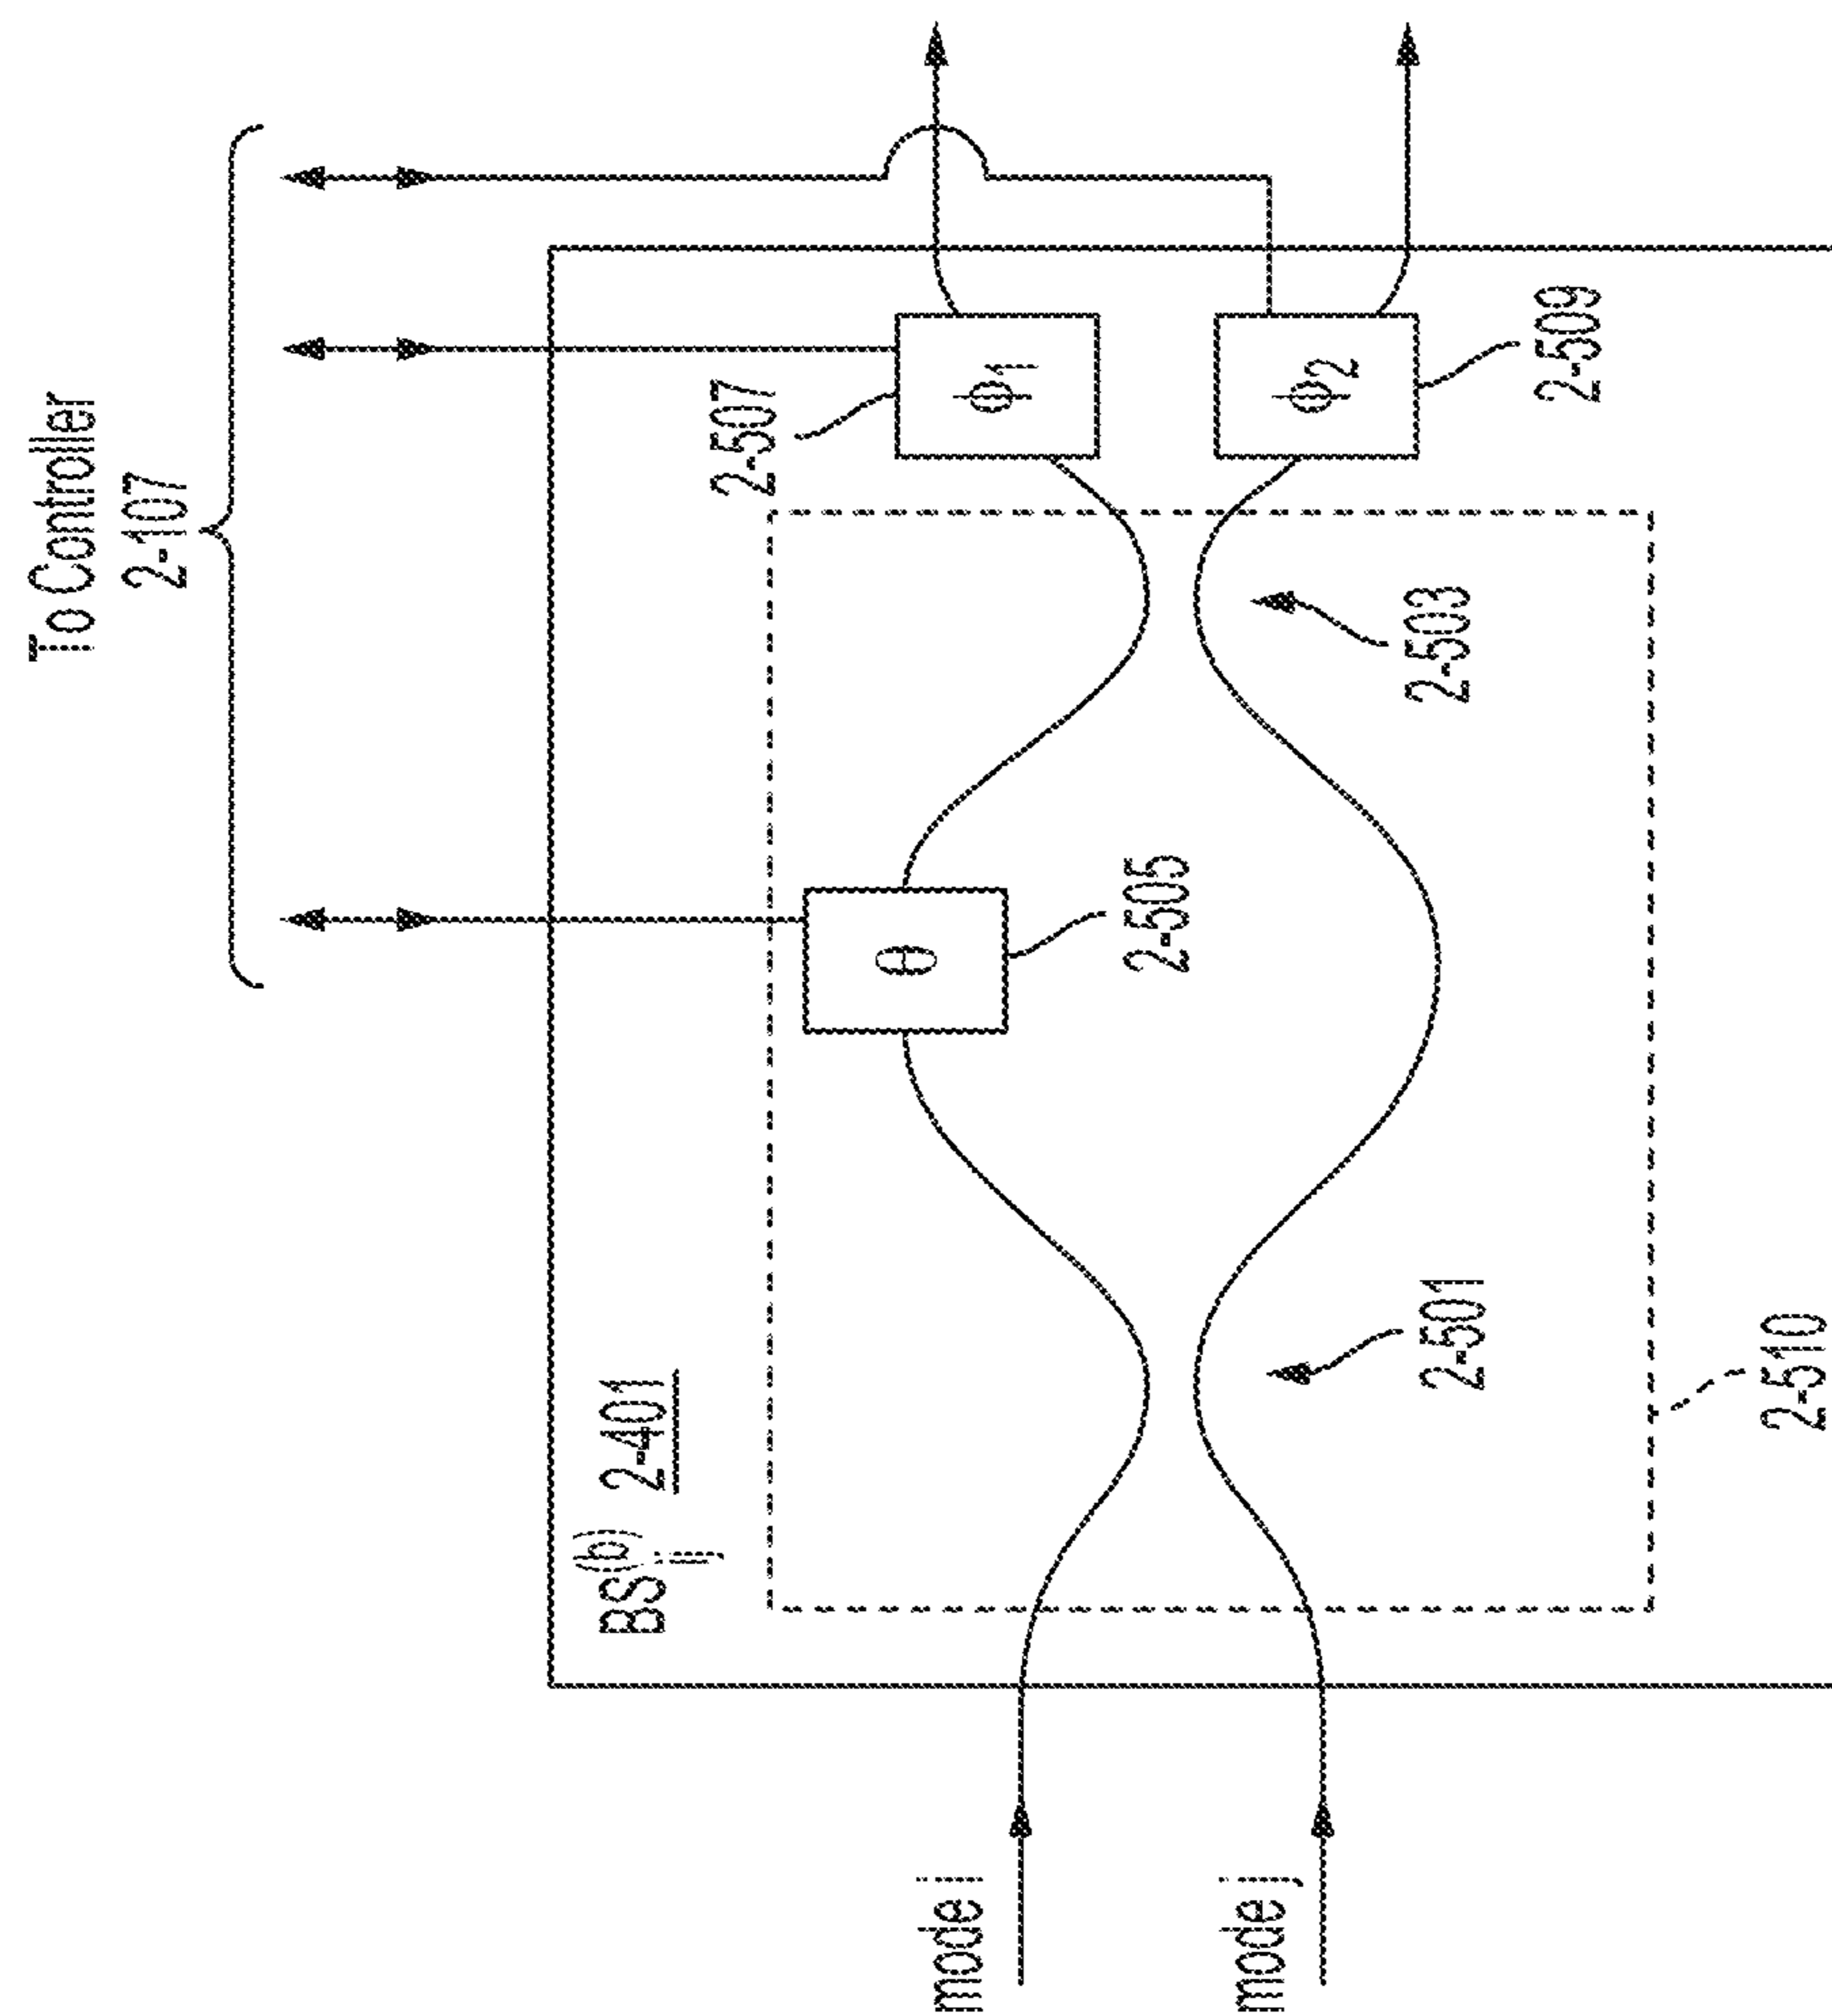 To Controller
2-107
BS(b)ij 2-401
2-507
ϕ1
ϕ2
2-509
θ
2-505
2-503
2-501
2-510
mode i
mode j